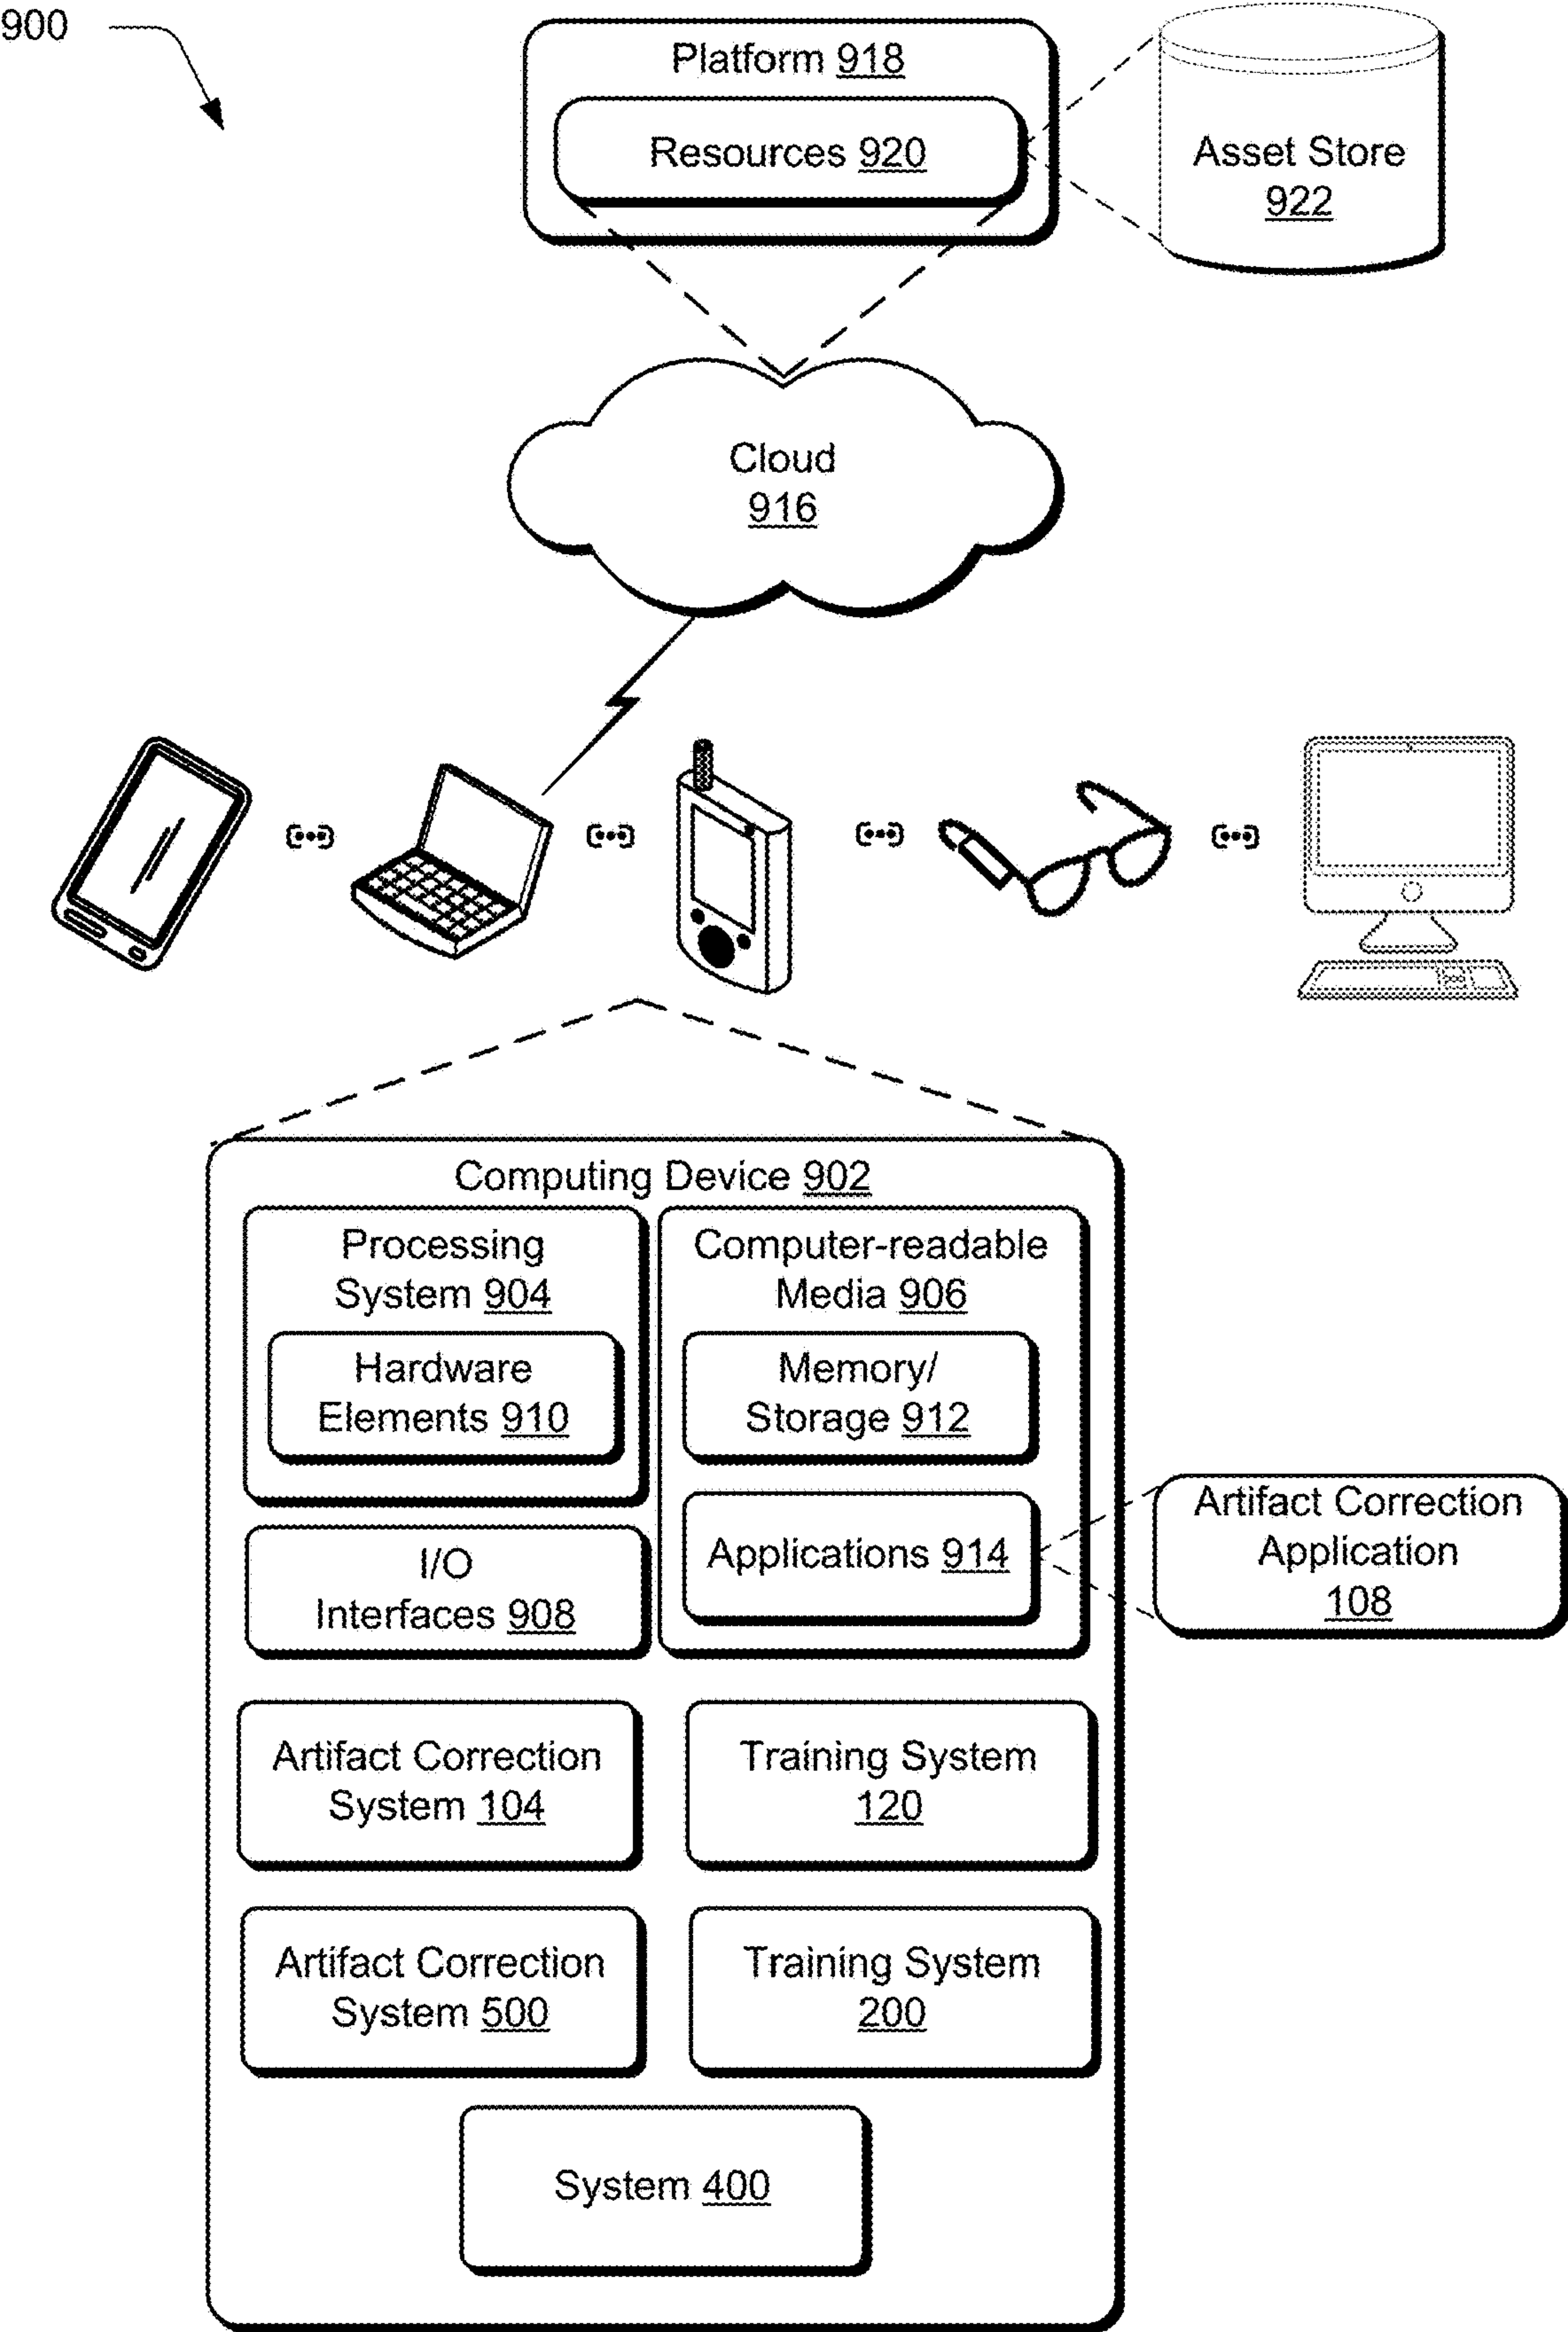 900
Platform 918
Resources 920
Asset Store
922
Cloud
916
Computing Device 902
Processing
System 904
Hardware
Elements 910
I/O
Interfaces 908
Computer-readable
Media 906
Memory/
Storage 912
Applications 914
Artifact Correction
Application
108
Artifact Correction
System 104
Training System
120
Artifact Correction
System 500
Training System
200
System 400